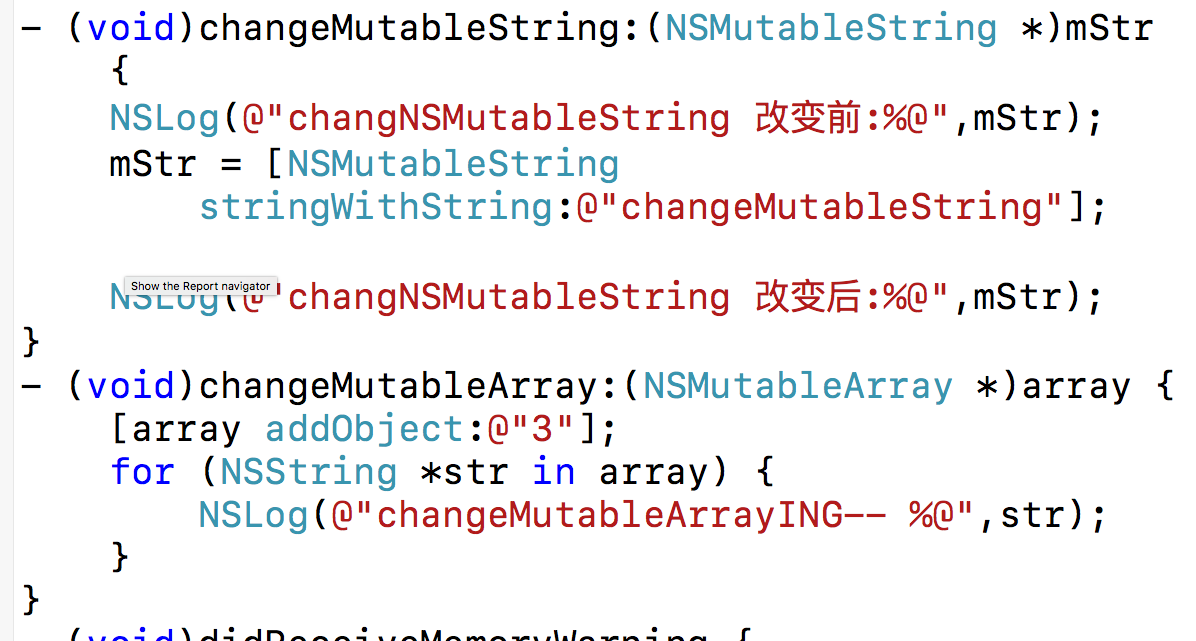 - (void)changeMutableString:(NSMutableString *)mStr
{
NSLog(@"changNSMutableString 改变前:%@",mStr);
mStr = [NSMutableString
stringWithString:@"changeMutableString"];
Show the Report navigator
NSLog(@"changNSMutableString 改变后:%@",mStr);
}
- (void)changeMutableArray:(NSMutableArray *)array {
[array addObject:@"3"];
for (NSString *str in array) {
NSLog(@"changeMutableArrayING-- %@",str);
}
}
(void)didReceiveMemoryWarning {